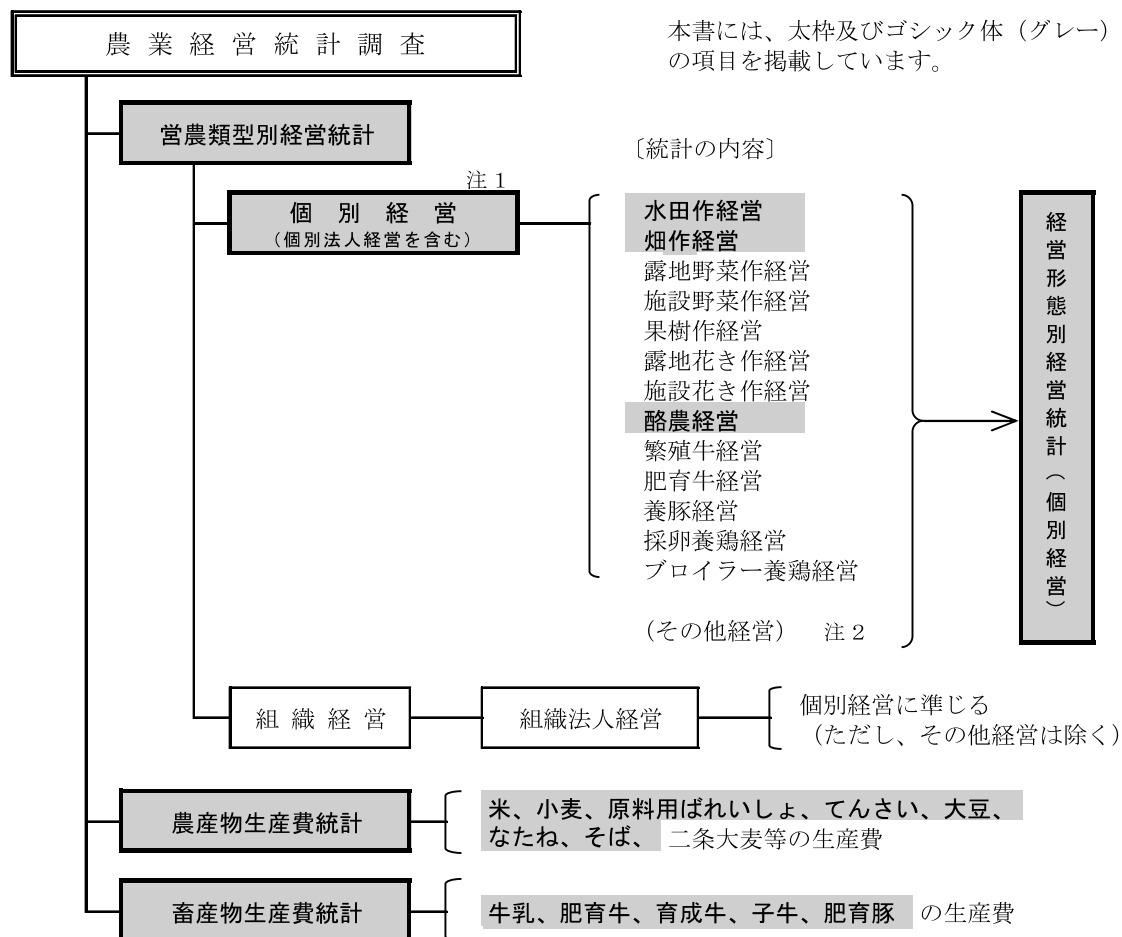 農業経営統計調査
本書には、太枠及びゴシック体（グレー）
の項目を掲載しています。
営農類型別経営統計
〔統計の内容〕
注１
個別経営
（個別法人経営を含む）
水田作経営
畑作経営
露地野菜作経営
施設野菜作経営
果樹作経営
露地花き作経営
施設花き作経営
酪農経営
繁殖牛経営
肥育牛経営
養豚経営
採卵養鶏経営
ブロイラー養鶏経営
（その他経営） 注２
経営形態別経営統計（個別経営）
組織経営
組織法人経営
個別経営に準じる
（ただし、その他経営は除く）
農産物生産費統計
米、小麦、原料用ばれいしょ、てんさい、大豆、
なたね、そば、二条大麦等の生産費
畜産物生産費統計
牛乳、肥育牛、育成牛、子牛、肥育豚 の生産費